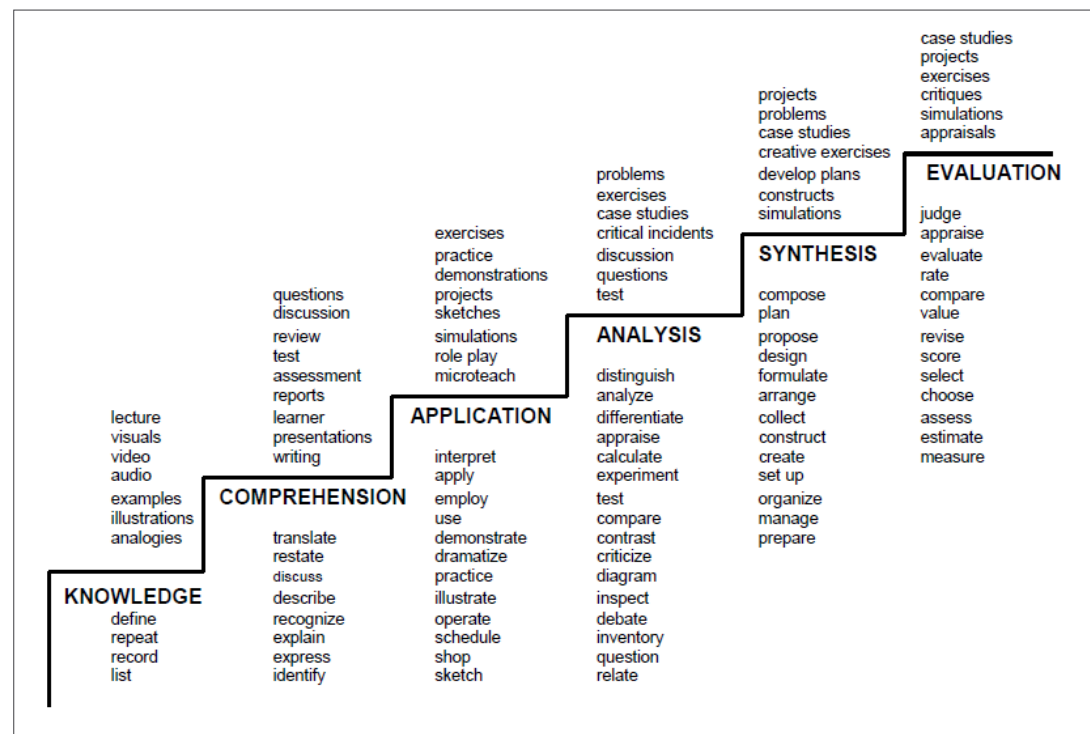 lecture
visuals
video
audio
examples
illustrations
analogies
KNOWLEDGE
define
repeat
record
list
questions
discussion
review
test
assessment
reports
learner
presentations
writing
COMPREHENSION
translate
restate
discuss
describe
recognize
explain
express
identify
exercises
practice
demonstrations
projects
sketches
simulations
role play
microteach
APPLICATION
interpret
apply
employ
use
demonstrate
dramatize
practice
illustrate
operate
schedule
shop
sketch
problems
exercises
case studies
critical incidents
discussion
questions
test
ANALYSIS
distinguish
analyze
differentiate
appraise
calculate
experiment
test
compare
contrast
criticize
diagram
inspect
debate
inventory
question
relate
projects
problems
case studies
creative exercises
develop plans
constructs
simulations
SYNTHESIS
compose
plan
propose
design
formulate
arrange
collect
construct
create
set up
organize
manage
prepare
case studies
projects
exercises
critiques
simulations
appraisals
EVALUATION
judge
appraise
evaluate
rate
compare
value
revise
score
select
choose
assess
estimate
measure